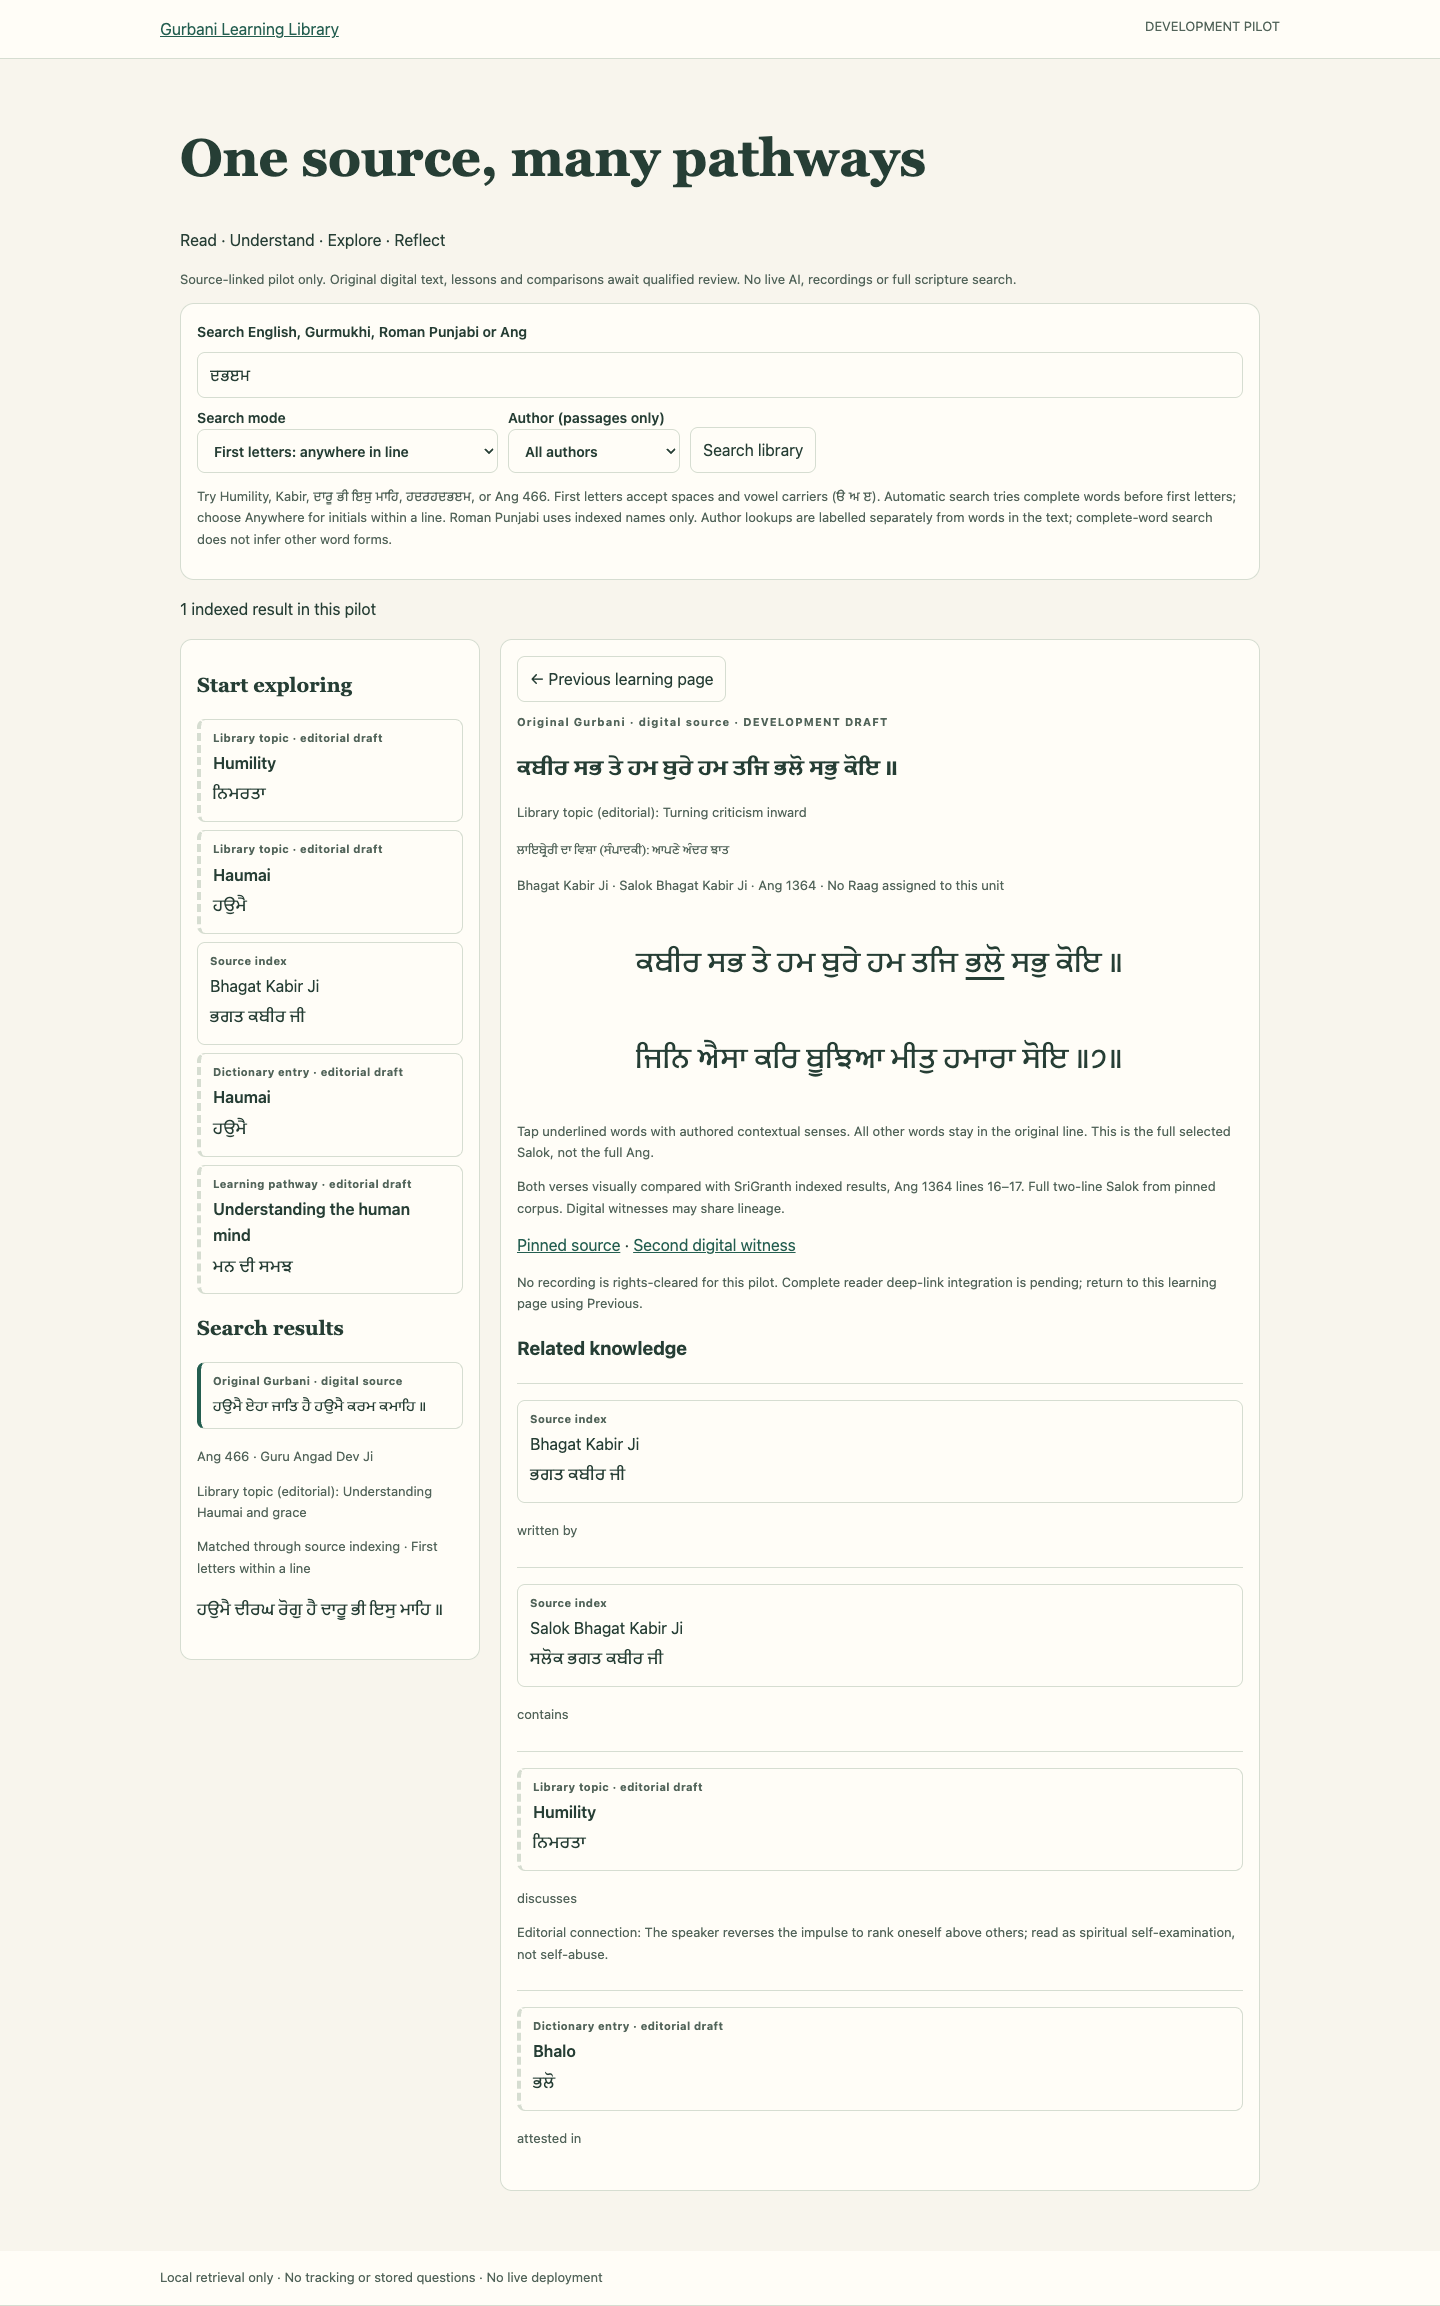 Gurbani Learning Library
DEVELOPMENT PILOT
One source, many pathways
Read · Understand · Explore · Reflect
Source-linked pilot only. Original digital text, lessons and comparisons await qualified review. No live AI, recordings or full scripture search.
Search English, Gurmukhi, Roman Punjabi or Ang
ਦਭੲਮ
Search mode
Author (passages only)
First letters: anywhere in line
All authors
Search library
Try Humility, Kabir, ਦਾਰੂ ਭੀ ਇਸੁ ਮਾਹਿ, ਹਦਰਹਦਭੲਮ, or Ang 466. First letters accept spaces and vowel carriers (ੳ ਅ ੲ). Automatic search tries complete words before first letters;
choose Anywhere for initials within a line. Roman Punjabi uses indexed names only. Author lookups are labelled separately from words in the text; complete-word search
does not infer other word forms.
1 indexed result in this pilot
Start exploring
Library topic · editorial draft
Humility
ਨਿਮਰਤਾ
Library topic · editorial draft
Haumai
ਹਉਮੈ
Source index
Bhagat Kabir Ji
ਭਗਤ ਕਬੀਰ ਜੀ
Dictionary entry · editorial draft
Haumai
ਹਉਮੈ
Learning pathway · editorial draft
Understanding the human
mind
ਮਨ ਦੀ ਸਮਝ
Search results
Original Gurbani · digital source
ਹਉਮੈ ਏਹਾ ਜਾਤਿ ਹੈ ਹਉਮੈ ਕਰਮ ਕਮਾਹਿ ॥
Ang 466 · Guru Angad Dev Ji
Library topic (editorial): Understanding
Haumai and grace
Matched through source indexing · First
letters within a line
ਹਉਮੈ ਦੀਰਘ ਰੋਗੁ ਹੈ ਦਾਰੂ ਭੀ ਇਸੁ ਮਾਹਿ ॥
← Previous learning page
Original Gurbani · digital source · DEVELOPMENT DRAFT
ਕਬੀਰ ਸਭ ਤੇ ਹਮ ਬੁਰੇ ਹਮ ਤਜਿ ਭਲੋ ਸਭੁ ਕੋਇ ॥
Library topic (editorial): Turning criticism inward
ਲਾਇਬ੍ਰੇਰੀ ਦਾ ਵਿਸ਼ਾ (ਸੰਪਾਦਕੀ): ਆਪਣੇ ਅੰਦਰ ਝਾਤ
Bhagat Kabir Ji · Salok Bhagat Kabir Ji · Ang 1364 · No Raag assigned to this unit
ਕਬੀਰ ਸਭ ਤੇ ਹਮ ਬੁਰੇ ਹਮ ਤਜਿ ਭਲੋ ਸਭੁ ਕੋਇ ॥
ਜਿਨਿ ਐਸਾ ਕਰਿ ਬੂਝਿਆ ਮੀਤੁ ਹਮਾਰਾ ਸੋਇ ॥੭॥
Tap underlined words with authored contextual senses. All other words stay in the original line. This is the full selected
Salok, not the full Ang.
Both verses visually compared with SriGranth indexed results, Ang 1364 lines 16–17. Full two-line Salok from pinned
corpus. Digital witnesses may share lineage.
Pinned source · Second digital witness
No recording is rights-cleared for this pilot. Complete reader deep-link integration is pending; return to this learning
page using Previous.
Related knowledge
Source index
Bhagat Kabir Ji
ਭਗਤ ਕਬੀਰ ਜੀ
written by
Source index
Salok Bhagat Kabir Ji
ਸਲੋਕ ਭਗਤ ਕਬੀਰ ਜੀ
contains
Library topic · editorial draft
Humility
ਨਿਮਰਤਾ
discusses
Editorial connection: The speaker reverses the impulse to rank oneself above others; read as spiritual self-examination,
not self-abuse.
Dictionary entry · editorial draft
Bhalo
ਭਲੋ
attested in
Local retrieval only · No tracking or stored questions · No live deployment